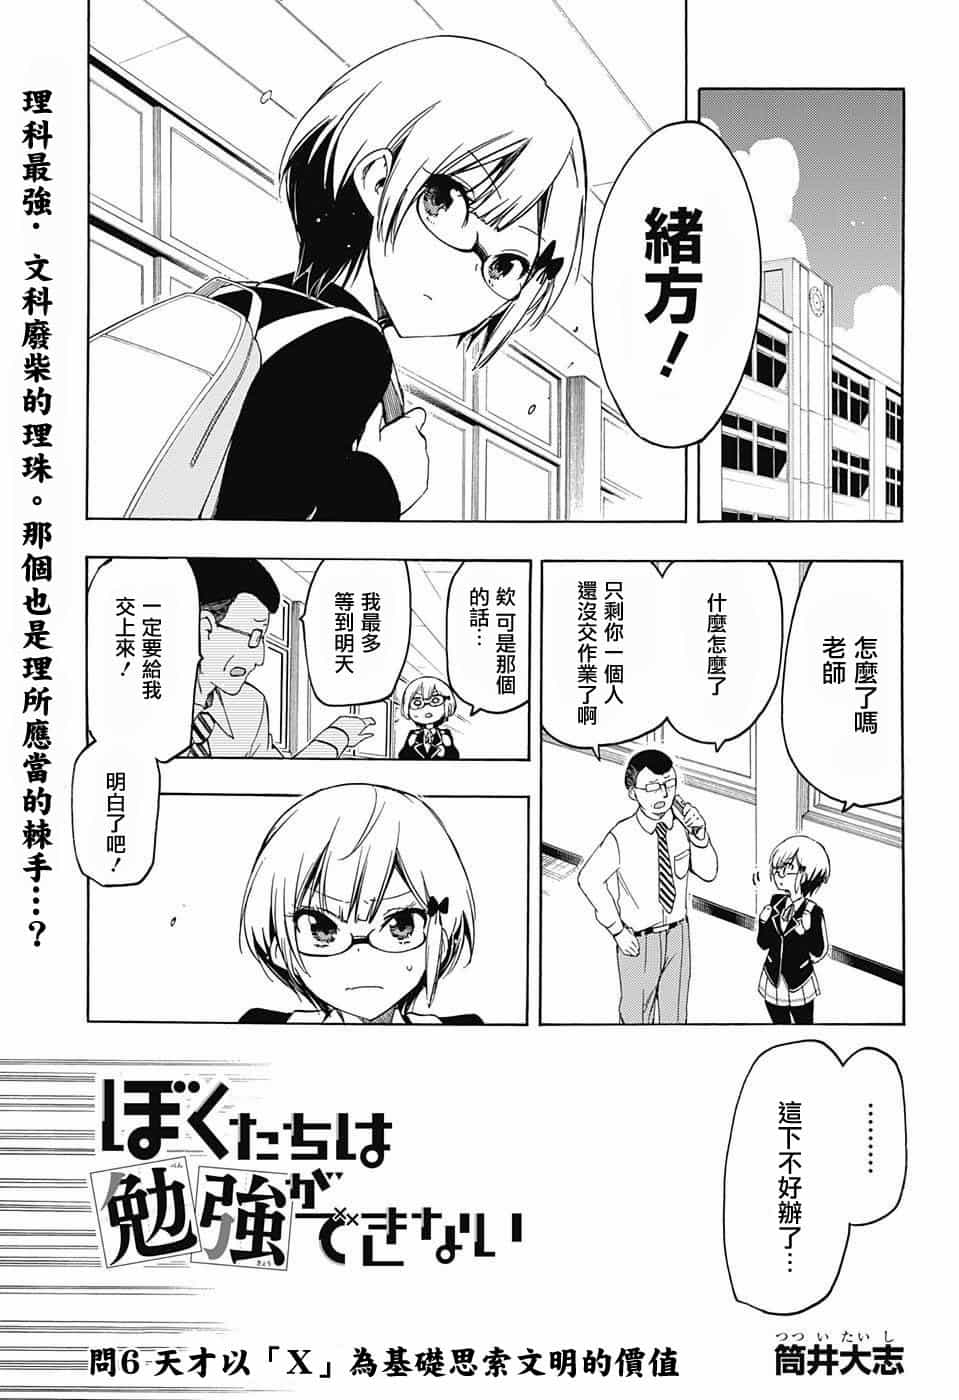 緒方！
怎麼了嗎
老師
什麼怎麼了
只剩你一個人
還沒交作業了啊
欸 可是那個
的話…
我最多
等到明天
一定要給我
交上來！
明白了吧！
………
這下不好辦了…
理科最強．文科廢柴的理珠。那個也是理所應當的棘手…？
ぼくたちは
べん
きょう
勉強が
できない
問6 天才以「X」為基礎思索文明的價值
つつ い たい し
筒井大志